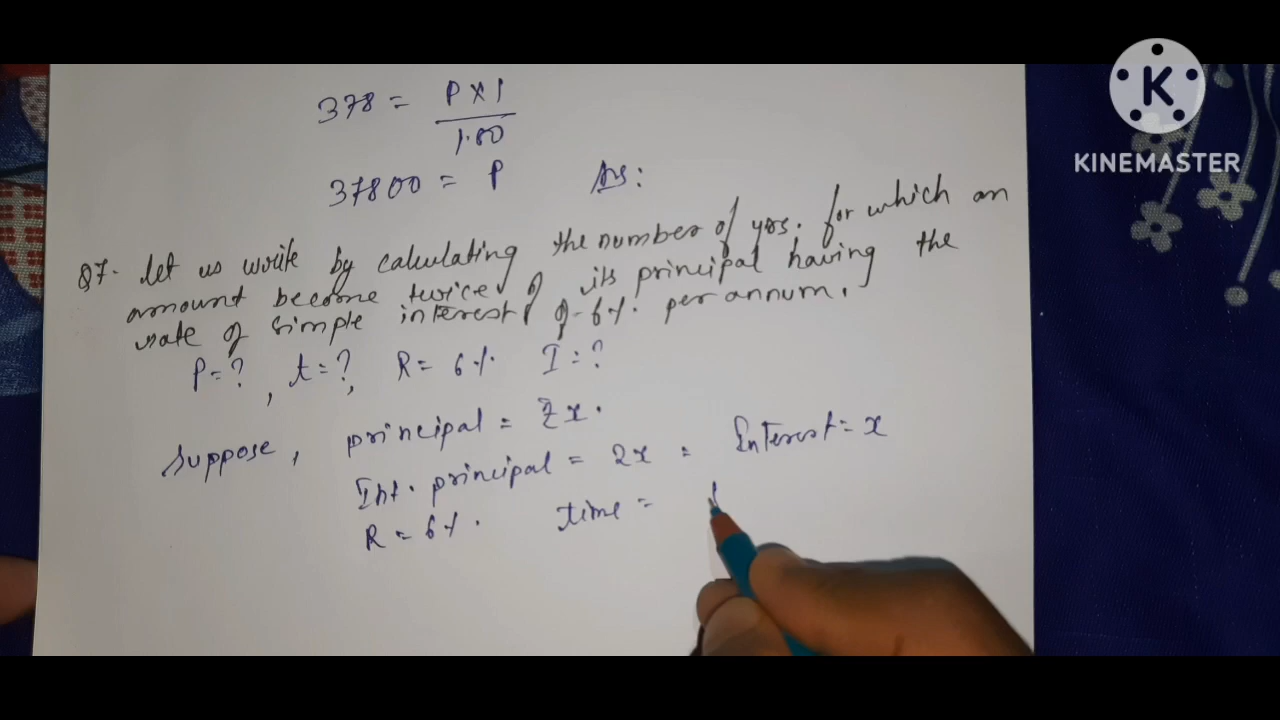 378 = P X 1
1.00
37800 = P Ans:
Q7. let us write by calculating the number of yrs. for which an
amount become twice of its principal having the
rate of simple interest of 6%. per annum.
P = ?, t = ?, R = 6%. I = ?
Suppose, principal = ₹ x.
Int. principal = 2x = Interest = x
R = 6%. time =
K
KINEMASTER